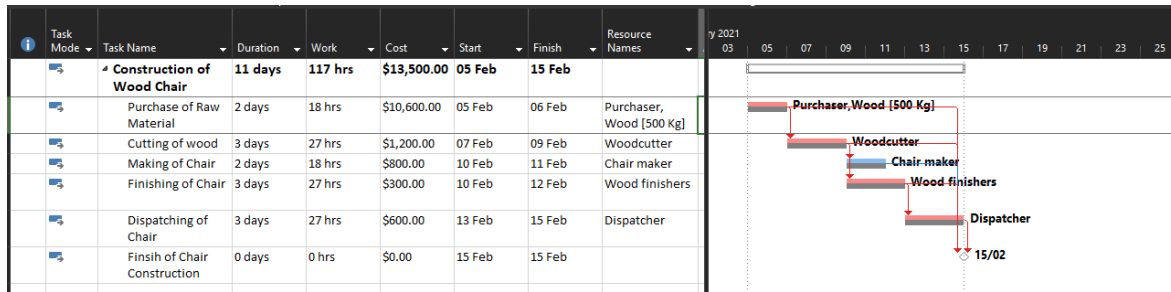 ry 2021
Task Mode Task Name Duration Work Cost Start Finish Resource Names 03 05 07 09 11 13 15 17 19 21 23 25
Construction of Wood Chair 11 days 117 hrs $13,500.00 05 Feb 15 Feb
Purchase of Raw Material 2 days 18 hrs $10,600.00 05 Feb 06 Feb Purchaser, Wood [500 Kg] Purchaser,Wood [500 Kg]
Cutting of wood 3 days 27 hrs $1,200.00 07 Feb 09 Feb Woodcutter Woodcutter
Making of Chair 2 days 18 hrs $800.00 10 Feb 11 Feb Chair maker Chair maker
Finishing of Chair 3 days 27 hrs $300.00 10 Feb 12 Feb Wood finishers Wood finishers
Dispatching of Chair 3 days 27 hrs $600.00 13 Feb 15 Feb Dispatcher Dispatcher
Finsih of Chair Construction 0 days 0 hrs $0.00 15 Feb 15 Feb 15/02